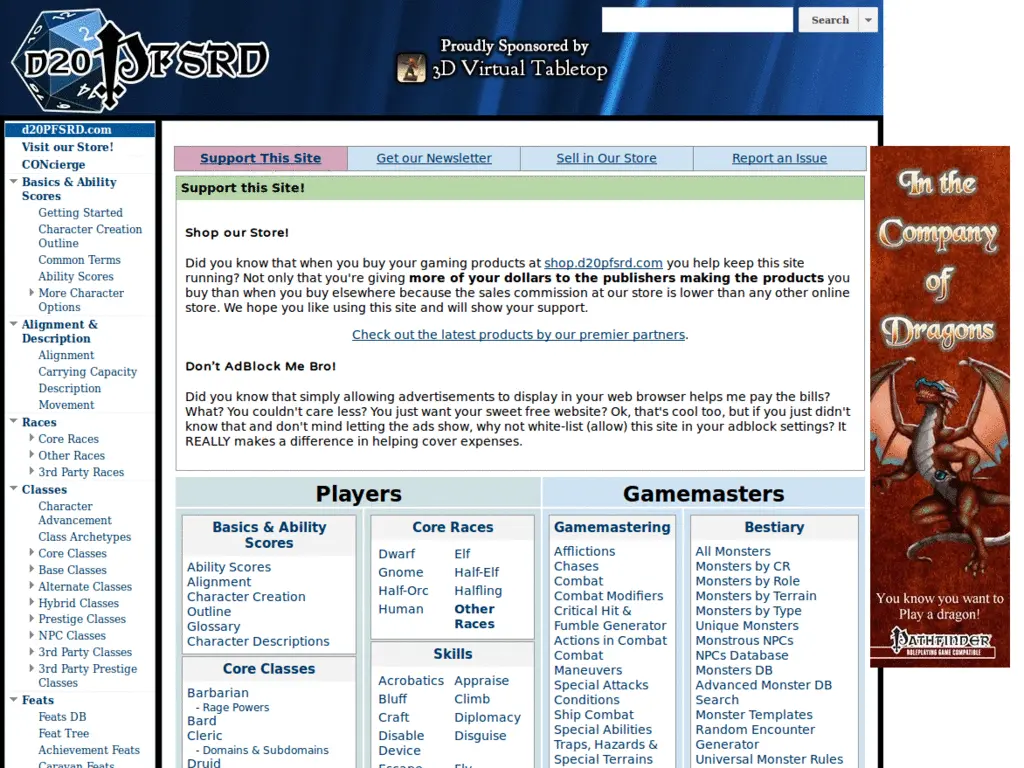 D20PFSRD
Proudly Sponsored by
3D Virtual Tabletop
Search
d20PFSRD.com
Visit our Store!
CONcierge
Basics & Ability
Scores
Getting Started
Character Creation
Outline
Common Terms
Ability Scores
More Character
Options
Alignment &
Description
Alignment
Carrying Capacity
Description
Movement
Races
Core Races
Other Races
3rd Party Races
Classes
Character
Advancement
Class Archetypes
Core Classes
Base Classes
Alternate Classes
Hybrid Classes
Prestige Classes
NPC Classes
3rd Party Classes
3rd Party Prestige
Classes
Feats
Feats DB
Feat Tree
Achievement Feats
Caravan Feats
Support This Site
Get our Newsletter
Sell in Our Store
Report an Issue
Support this Site!
Shop our Store!
Did you know that when you buy your gaming products at shop.d20pfsrd.com you help keep this site
running? Not only that you're giving more of your dollars to the publishers making the products you
buy than when you buy elsewhere because the sales commission at our store is lower than any other online
store. We hope you like using this site and will show your support.
Check out the latest products by our premier partners.
Don't AdBlock Me Bro!
Did you know that simply allowing advertisements to display in your web browser helps me pay the bills?
What? You couldn't care less? You just want your sweet free website? Ok, that's cool too, but if you just didn't
know that and don't mind letting the ads show, why not white-list (allow) this site in your adblock settings? It
REALLY makes a difference in helping cover expenses.
Players
Basics & Ability
Scores
Ability Scores
Alignment
Character Creation
Outline
Glossary
Character Descriptions
Core Classes
Barbarian
- Rage Powers
Bard
Cleric
- Domains & Subdomains
Druid
Core Races
Dwarf Elf
Gnome Half-Elf
Half-Orc Halfling
Human Other
Races
Skills
Acrobatics Appraise
Bluff Climb
Craft Diplomacy
Disable Disguise
Device
Escape Fly
Gamemasters
Gamemastering
Afflictions
Chases
Combat
Combat Modifiers
Critical Hit &
Fumble Generator
Actions in Combat
Combat
Maneuvers
Special Attacks
Conditions
Ship Combat
Special Abilities
Traps, Hazards &
Special Terrains
Bestiary
All Monsters
Monsters by CR
Monsters by Role
Monsters by Terrain
Monsters by Type
Unique Monsters
Monstrous NPCs
NPCs Database
Monsters DB
Advanced Monster DB
Search
Monster Templates
Random Encounter
Generator
Universal Monster Rules
In the
Company
of
Dragons
You know you want to
Play a dragon!
PATHFINDER
ROLEPLAYING GAME COMPATIBLE